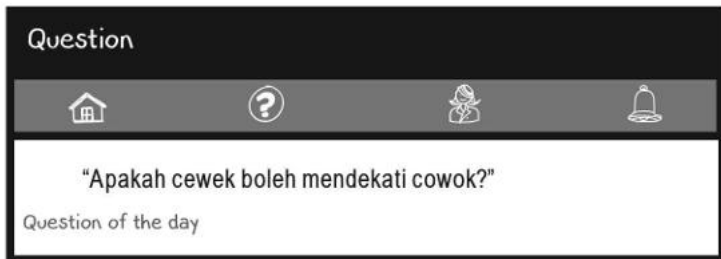 Question
“Apakah cewek boleh mendekati cowok?”
Question of the day